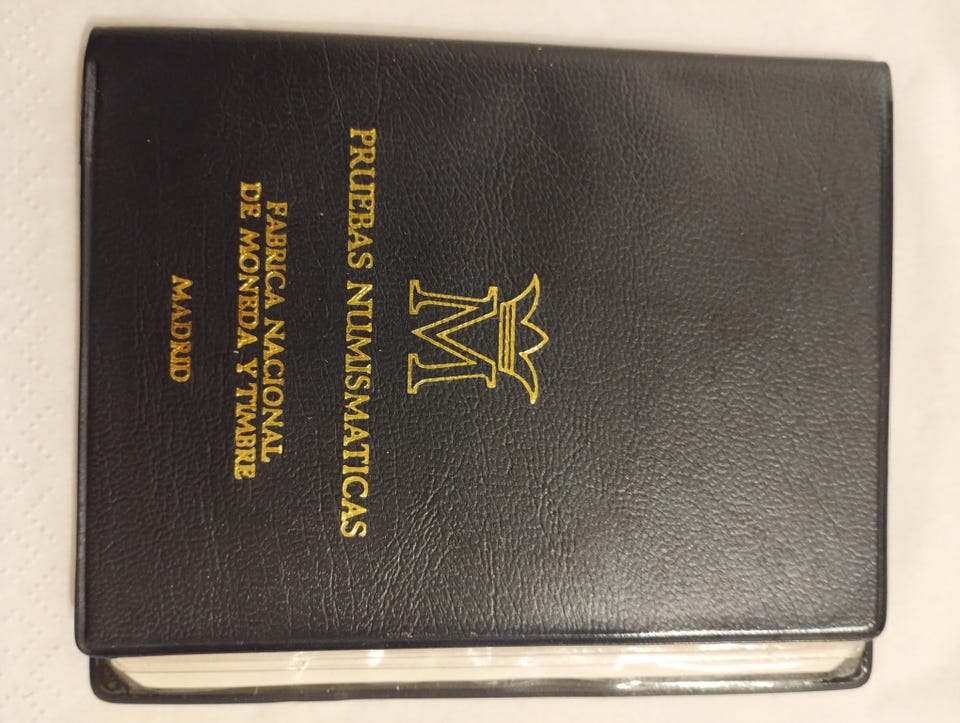 M
PRUEBAS NUMISMATICAS
FABRICA NACIONAL
DE MONEDA Y TIMBRE
MADRID